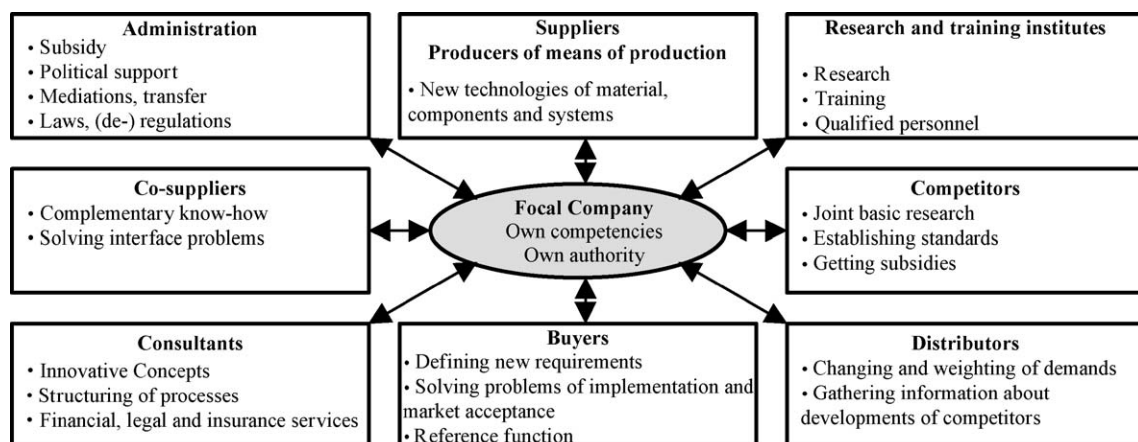 Administration
• Subsidy
• Political support
• Mediations, transfer
• Laws, (de-) regulations
Suppliers
Producers of means of production
• New technologies of material,
components and systems
Research and training institutes
• Research
• Training
• Qualified personnel
Co-suppliers
• Complementary know-how
• Solving interface problems
Focal Company
Own competencies
Own authority
Competitors
• Joint basic research
• Establishing standards
• Getting subsidies
Consultants
• Innovative Concepts
• Structuring of processes
• Financial, legal and insurance services
Buyers
• Defining new requirements
• Solving problems of implementation and
market acceptance
• Reference function
Distributors
• Changing and weighting of demands
• Gathering information about
developments of competitors